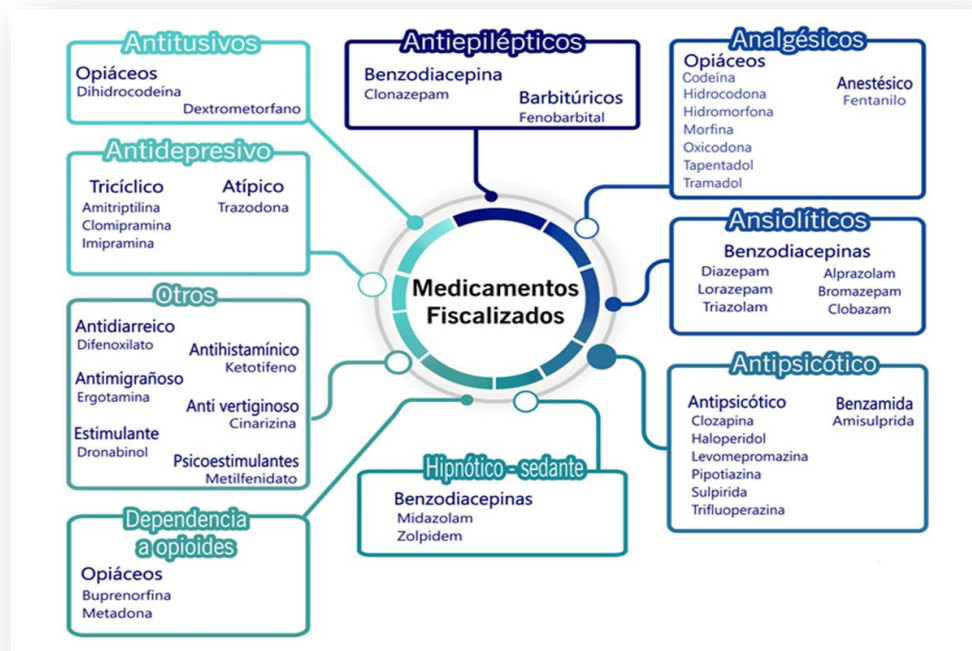 Antitusivos
Opiáceos
Dihidrocodeína
Dextrometorfano
Antiepilépticos
Benzodiacepina
Clonazepam
Barbitúricos
Fenobarbital
Analgésicos
Opiáceos
Codeína
Hidrocodona
Hidromorfona
Morfina
Oxicodona
Tapentadol
Tramadol
Anestésico
Fentanilo
Antidepresivo
Tricíclico
Amitriptilina
Clomipramina
Imipramina
Atípico
Trazodona
Medicamentos
Fiscalizados
Ansiolíticos
Benzodiacepinas
Diazepam
Lorazepam
Triazolam
Alprazolam
Bromazepam
Clobazam
Otros
Antidiarreico
Difenoxilato
Antihistamínico
Ketotifeno
Antimigrañoso
Ergotamina
Anti vertiginoso
Cinarizina
Estimulante
Dronabinol
Psicoestimulantes
Metilfenidato
Antipsicótico
Antipsicótico
Clozapina
Haloperidol
Levomepromazina
Pipotiazina
Sulpirida
Trifluoperazina
Benzamida
Amisulprida
Hipnótico - sedante
Benzodiacepinas
Midazolam
Zolpidem
Dependencia
a opioides
Opiáceos
Buprenorfina
Metadona